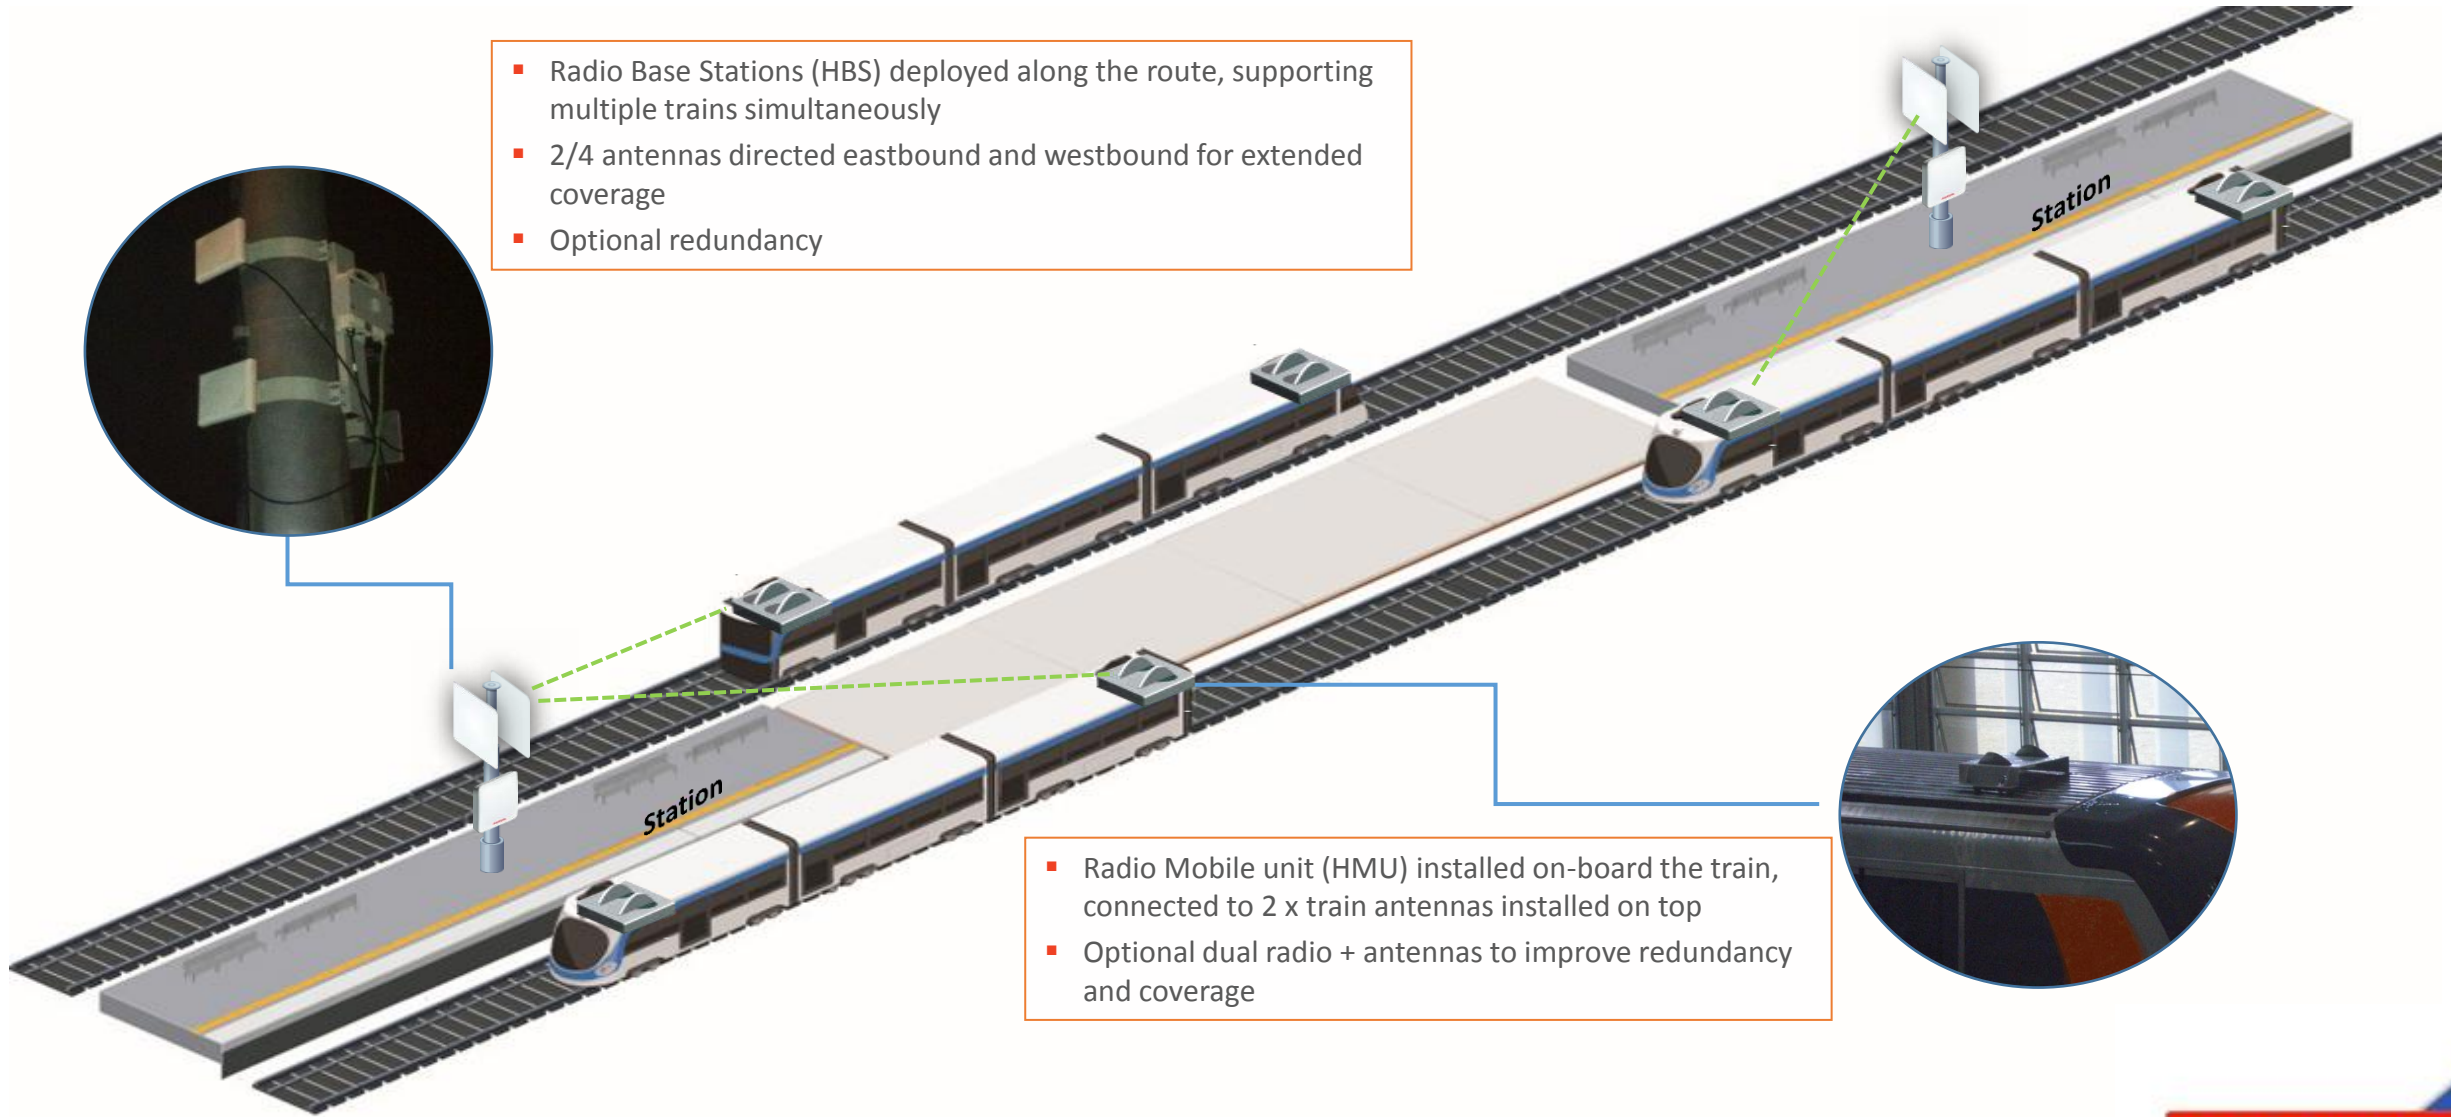 ▪ Radio Base Stations (HBS) deployed along the route, supporting
multiple trains simultaneously
▪ 2/4 antennas directed eastbound and westbound for extended
coverage
▪ Optional redundancy
Station
Station
▪ Radio Mobile unit (HMU) installed on-board the train,
connected to 2 x train antennas installed on top
▪ Optional dual radio + antennas to improve redundancy
and coverage